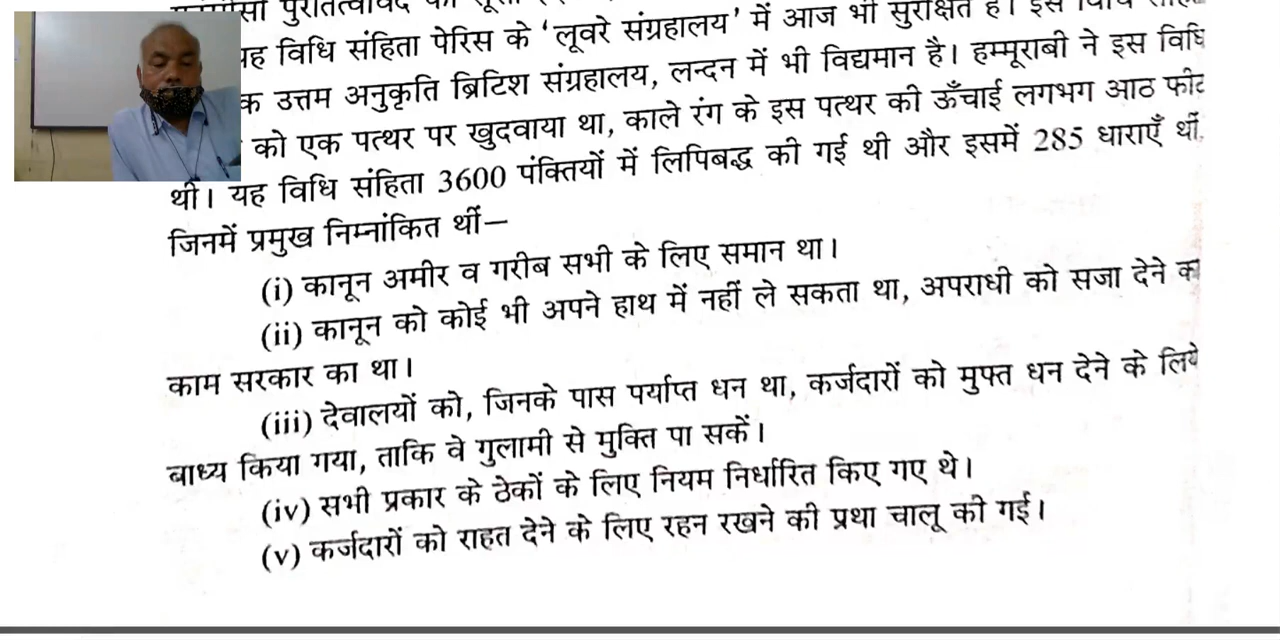 पुरातत्वविद
यह विधि संहिता पेरिस के ‘लूवरे संग्रहालय’ में आज भी सुरक्षित है। इस
क उत्तम अनुकृति ब्रिटिश संग्रहालय, लन्दन में भी विद्यमान है। हम्मूराबी ने इस विधि
को एक पत्थर पर खुदवाया था, काले रंग के इस पत्थर की ऊँचाई लगभग आठ फीट
थी। यह विधि संहिता 3600 पंक्तियों में लिपिबद्ध की गई थी और इसमें 285 धाराएँ थीं,
जिनमें प्रमुख निम्नांकित थीं—
(i) कानून अमीर व गरीब सभी के लिए समान था।
(ii) कानून को कोई भी अपने हाथ में नहीं ले सकता था, अपराधी को सजा देने का
काम सरकार का था।
(iii) देवालयों को, जिनके पास पर्याप्त धन था, कर्जदारों को मुफ्त धन देने के लिये
बाध्य किया गया, ताकि वे गुलामी से मुक्ति पा सकें।
(iv) सभी प्रकार के ठेकों के लिए नियम निर्धारित किए गए थे।
(v) कर्जदारों को राहत देने के लिए रहन रखने की प्रथा चालू की गई।